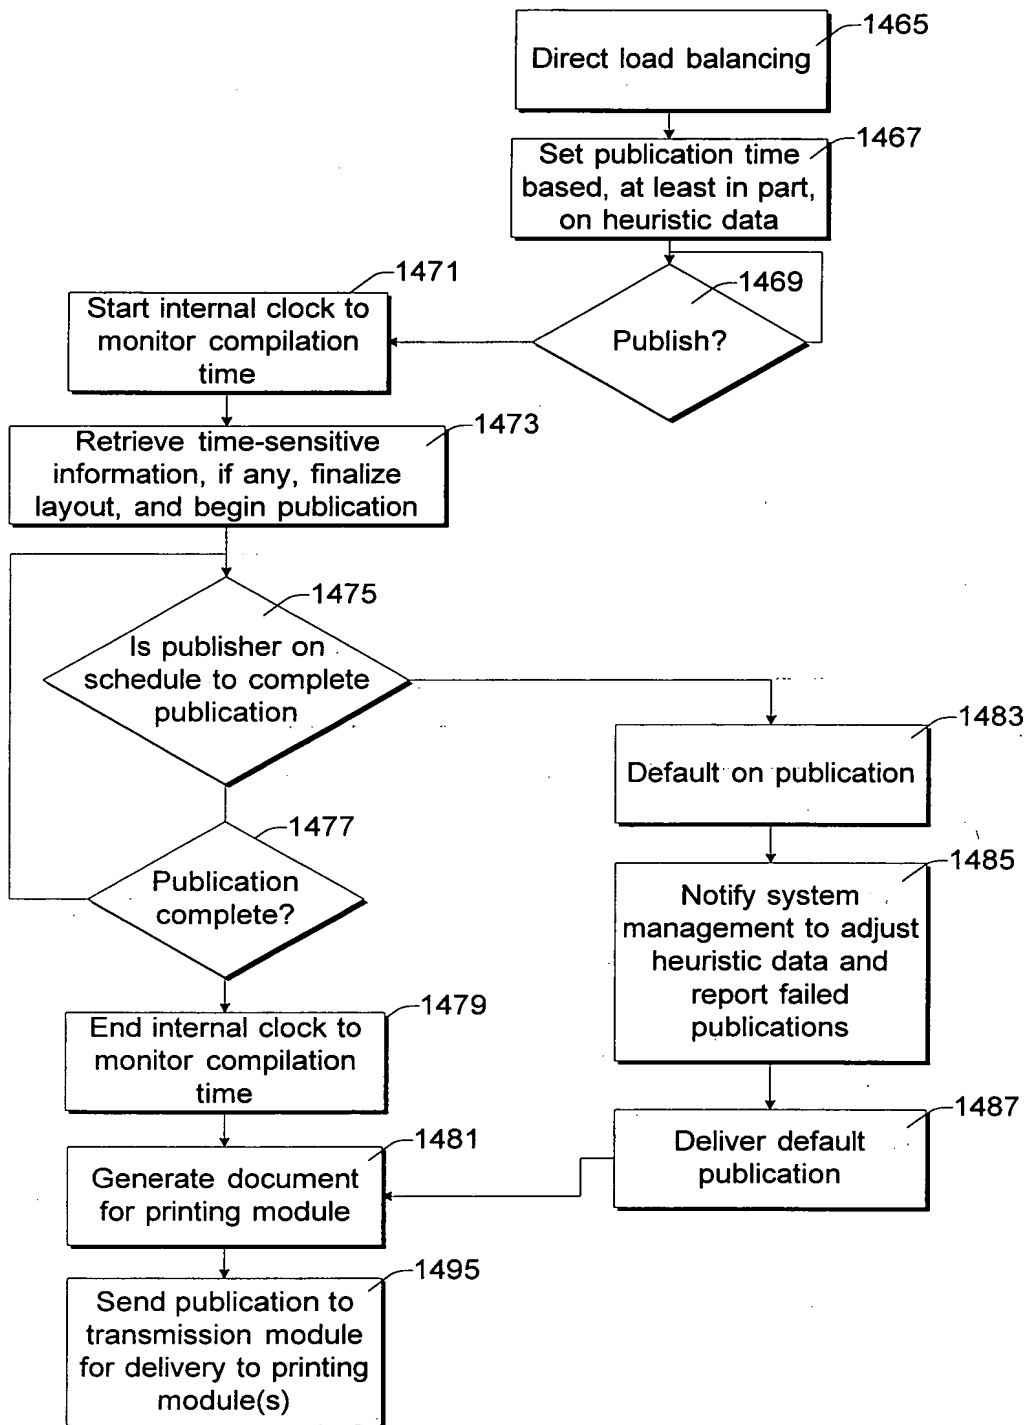 1465
Direct load balancing
1467
Set publication time
based, at least in part,
on heuristic data
1469
Publish?
1471
Start internal clock to
monitor compilation
time
1473
Retrieve time-sensitive
information, if any, finalize
layout, and begin publication
1475
Is publisher on
schedule to complete
publication
1477
Publication
complete?
1479
End internal clock to
monitor compilation
time
1481
Generate document
for printing module
1495
Send publication to
transmission module
for delivery to printing
module(s)
1483
Default on publication
1485
Notify system
management to adjust
heuristic data and
report failed
publications
1487
Deliver default
publication